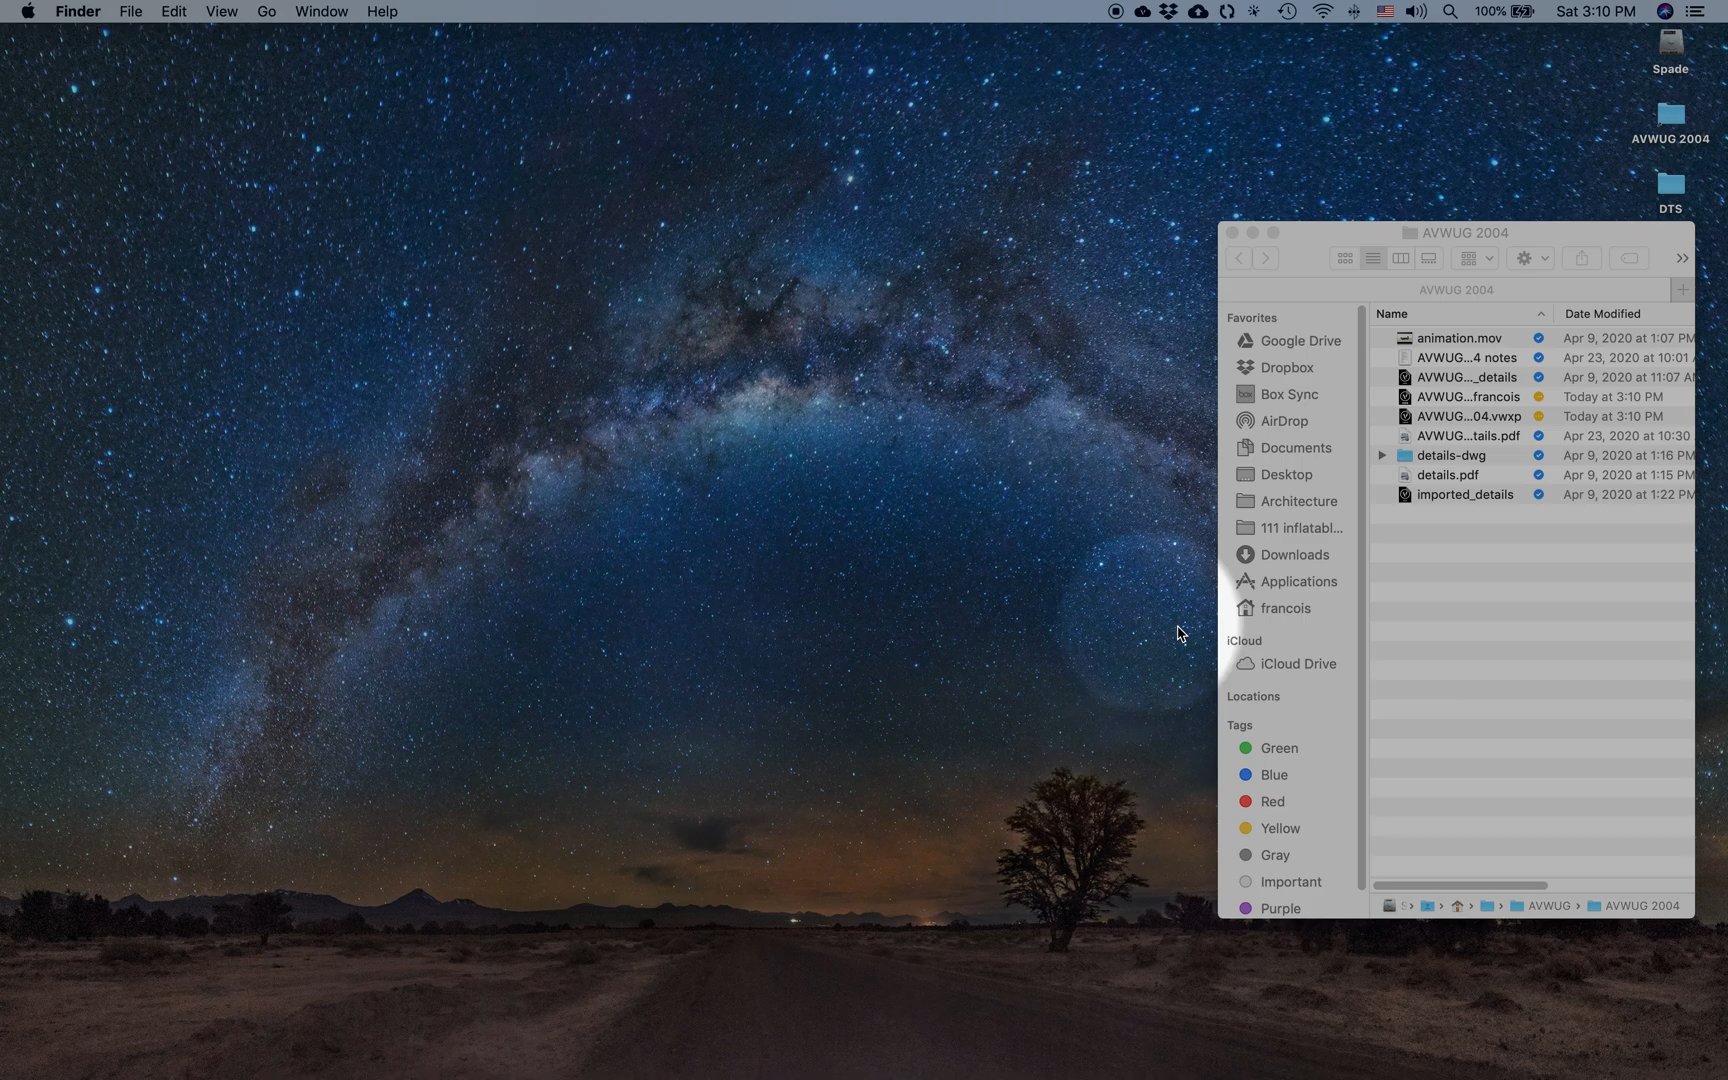 Finder File Edit View Go Window Help
100% Sat 3:10 PM
Spade
AVWUG 2004
DTS
AVWUG 2004
AVWUG 2004
Name Date Modified
Favorites
Google Drive
Dropbox
Box Sync
AirDrop
Documents
Desktop
Architecture
111 inflatabl...
Downloads
Applications
francois
iCloud
iCloud Drive
Locations
Tags
Green
Blue
Red
Yellow
Gray
Important
Purple
animation.mov Apr 9, 2020 at 1:07 PM
AVWUG...4 notes Apr 23, 2020 at 10:01
AVWUG..._details Apr 9, 2020 at 11:07 AM
AVWUG...francois Today at 3:10 PM
AVWUG...04.vwxp Today at 3:10 PM
AVWUG...tails.pdf Apr 23, 2020 at 10:30
details-dwg Apr 9, 2020 at 1:16 PM
details.pdf Apr 9, 2020 at 1:15 PM
imported_details Apr 9, 2020 at 1:22 PM
AVWUG AVWUG 2004